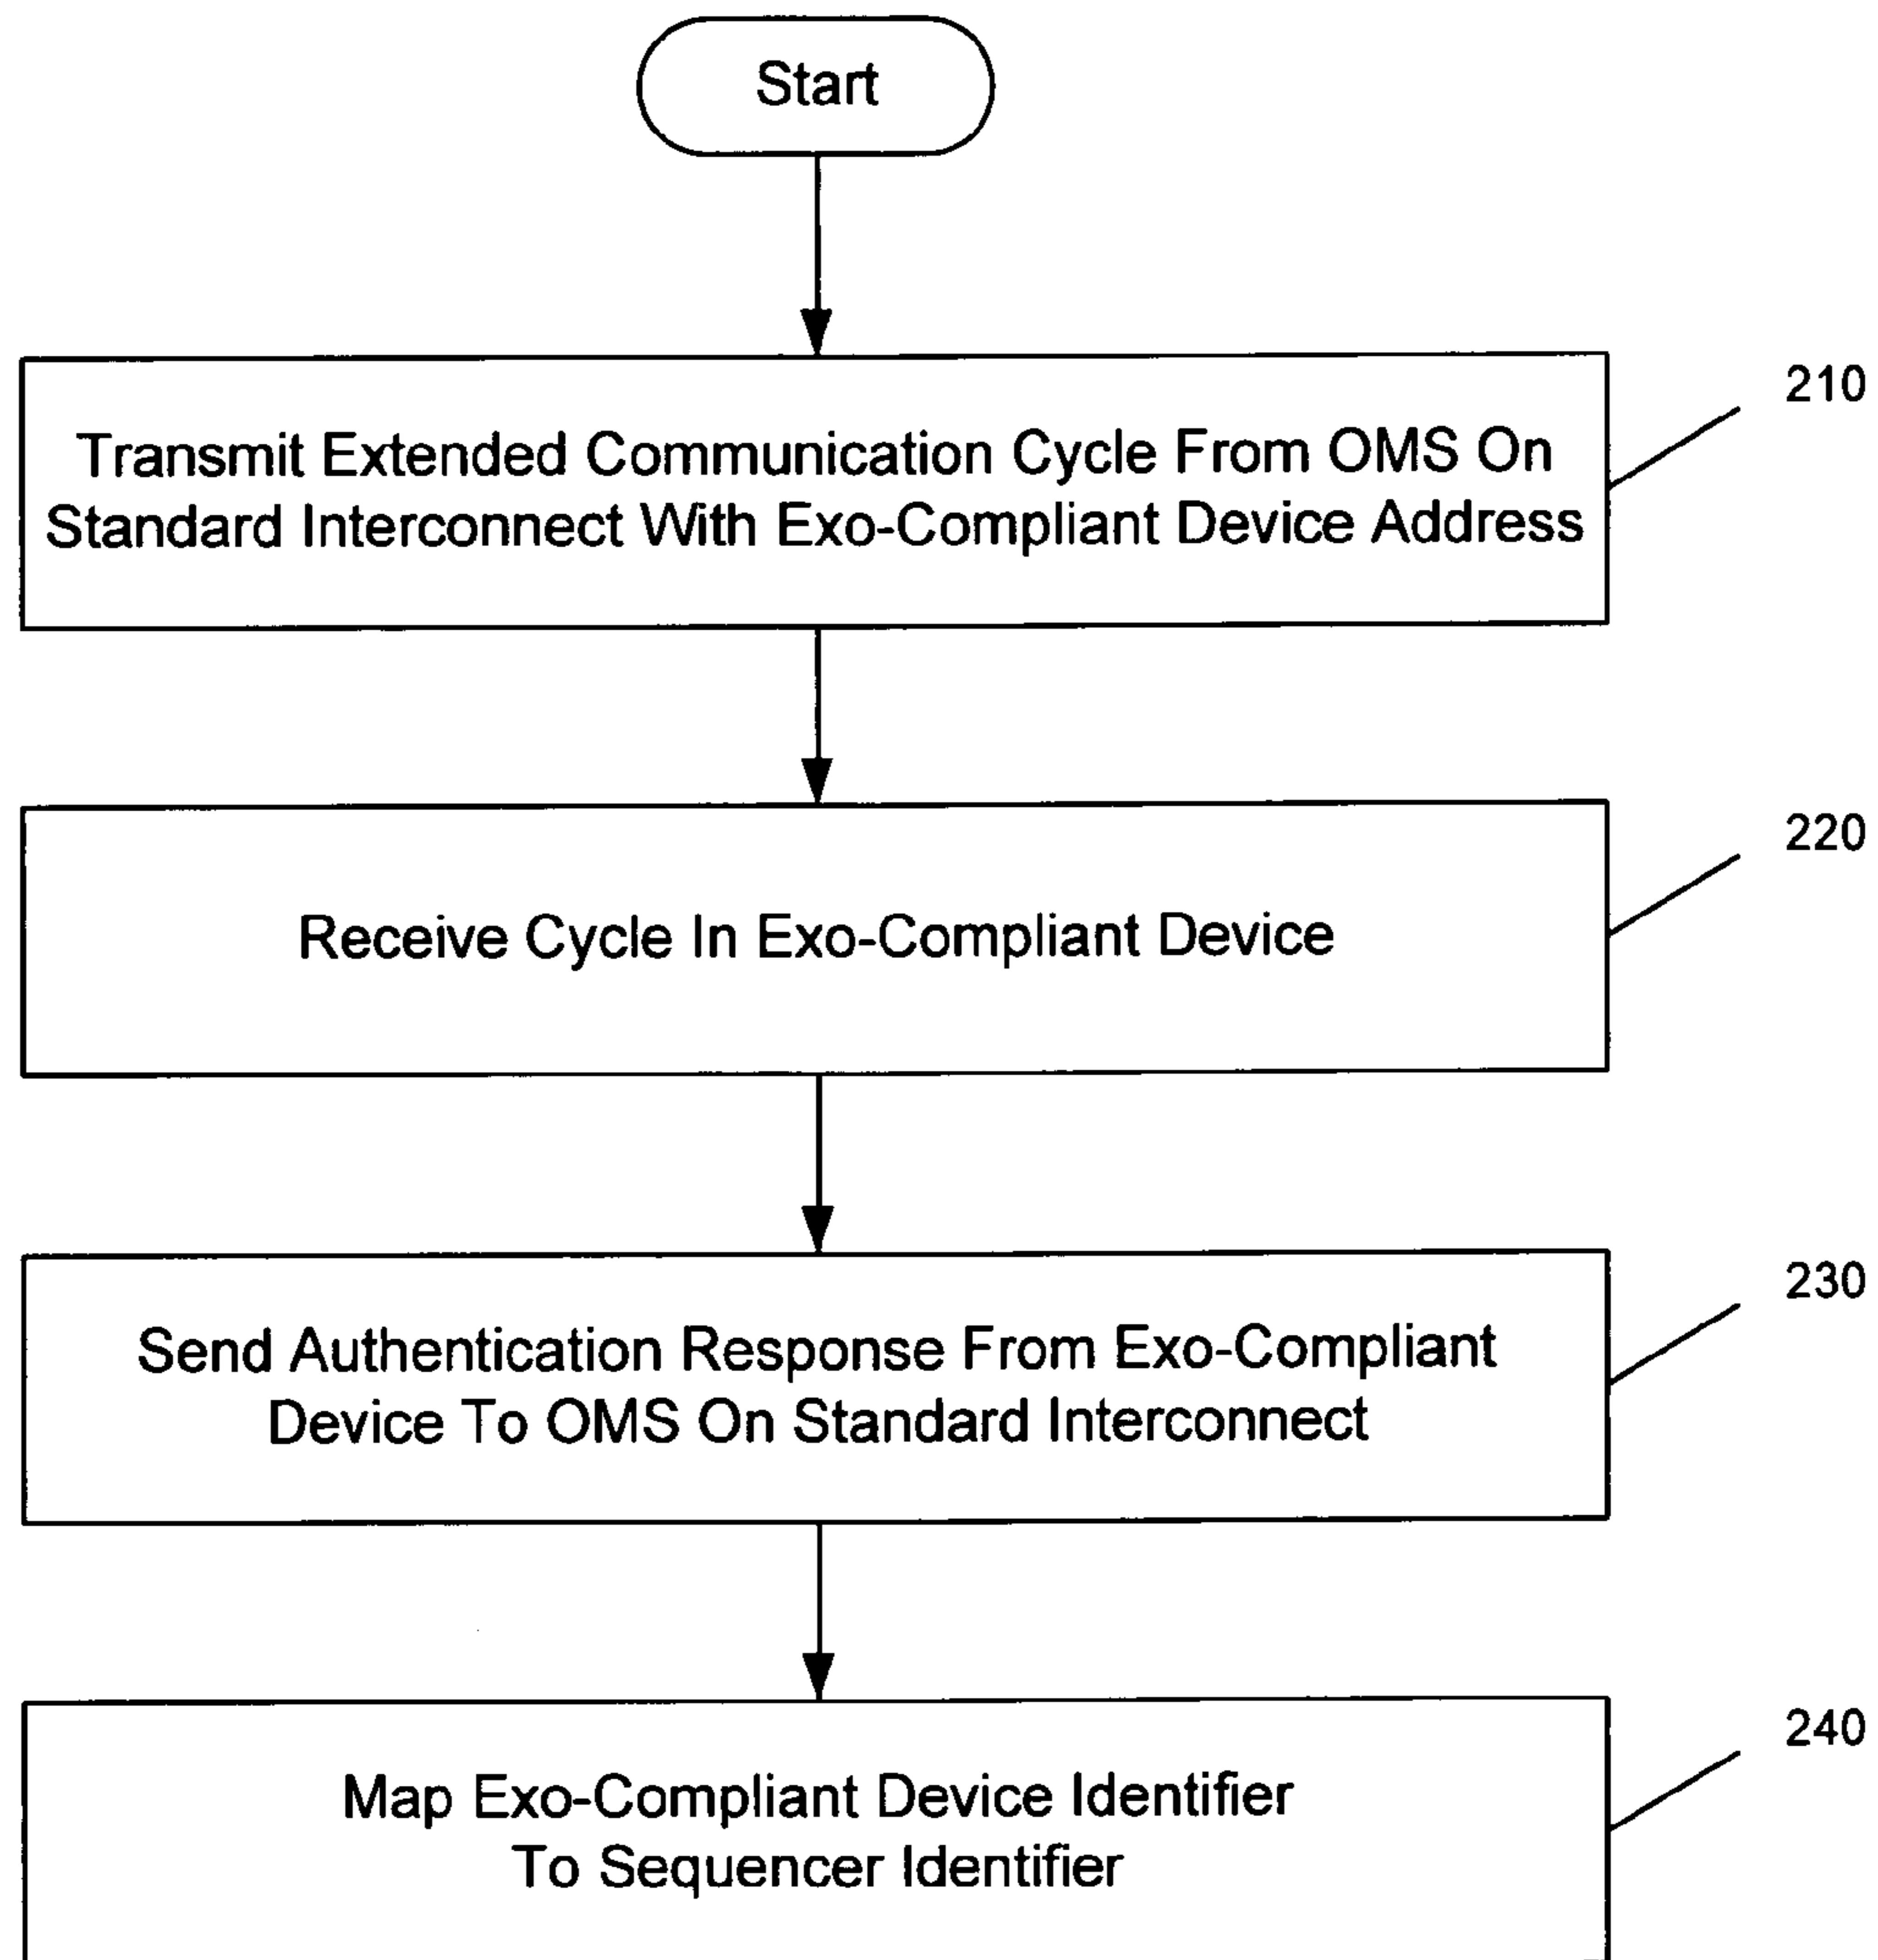 Start
210
Transmit Extended Communication Cycle From OMS On
Standard Interconnect With Exo-Compliant Device Address
220
Receive Cycle In Exo-Compliant Device
230
Send Authentication Response From Exo-Compliant
Device To OMS On Standard Interconnect
240
Map Exo-Compliant Device Identifier
To Sequencer Identifier